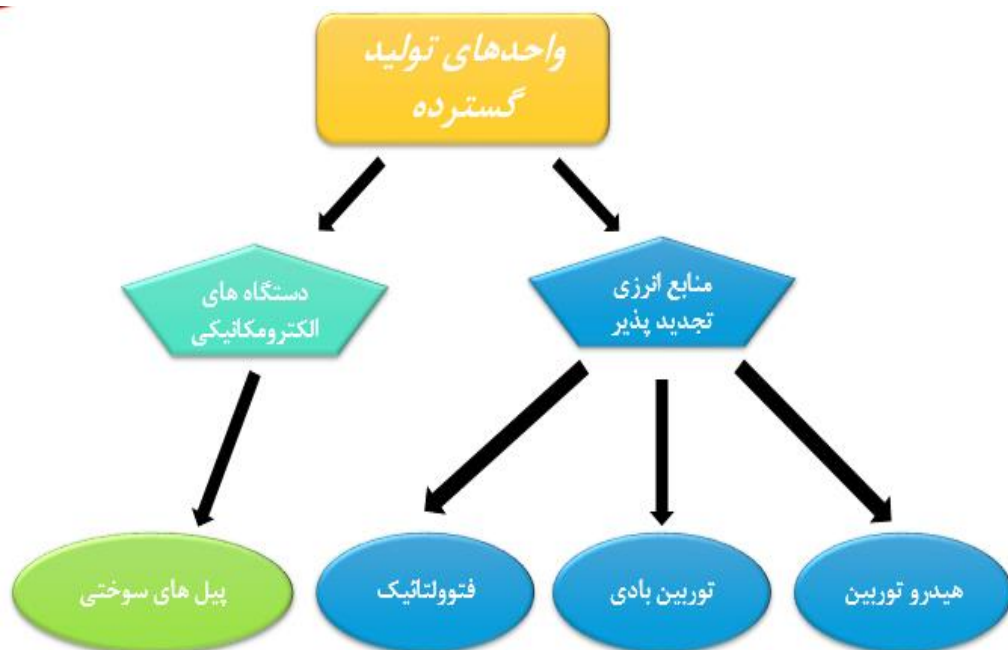 واحدهای تولید
گسترده
منابع انرژی
تجدید پذیر
دستگاه های
الکترومکانیکی
هیدرو توربین
توربین بادی
فتوولتائیک
پیل های سوختی